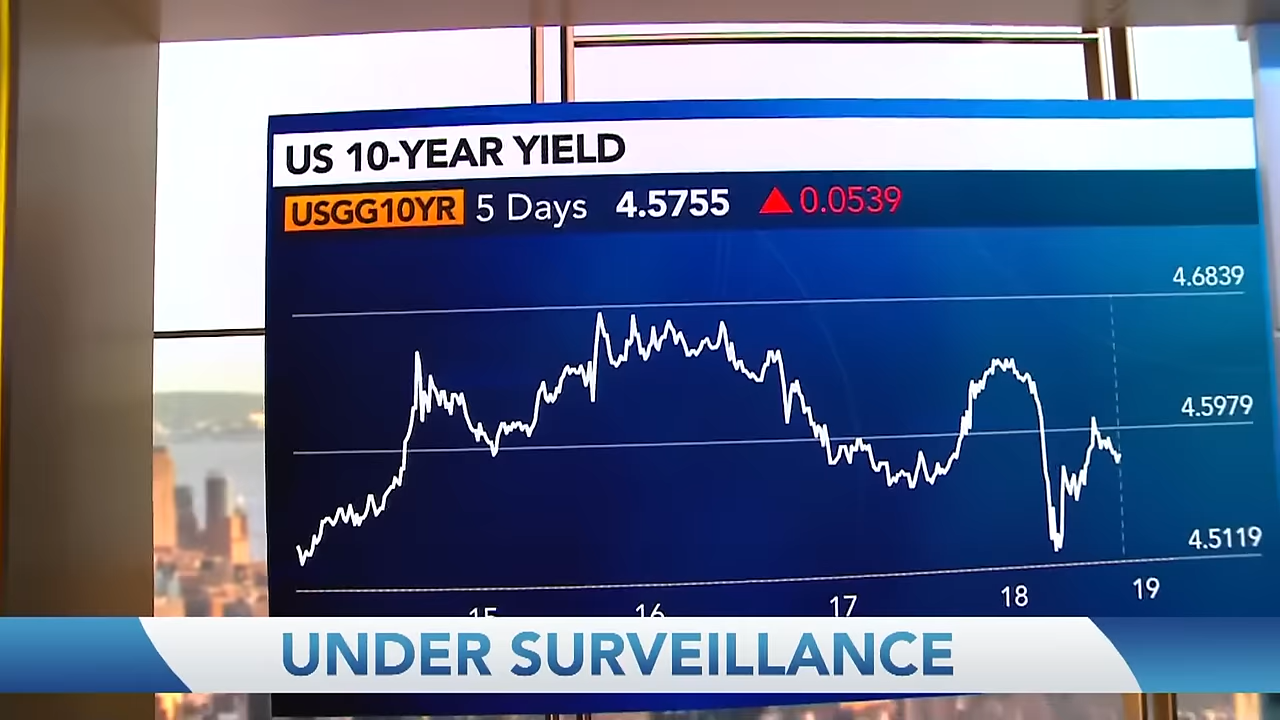 US 10-YEAR YIELD
USGG10YR 5 Days 4.5755 ▲0.0539
4.6839
4.5979
4.5119
15 16 17 18 19
UNDER SURVEILLANCE